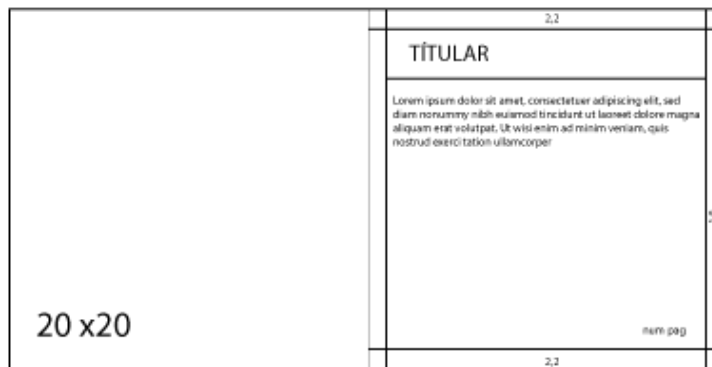 2,2
TÍTULAR
Lorem ipsum dolor sit amet, consectetuer adipiscing elit, sed
diam nonummy nibh euismod tincidunt ut laoreet dolore magna
aliquam erat volutpat. Ut wisi enim ad minim veniam, quis
nostrud exerci tation ullamcorper
20 x20
num pag
2,2